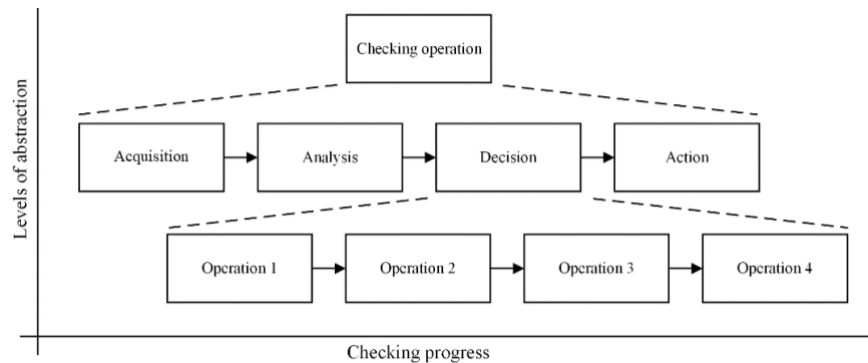 Checking operation
Levels of abstraction
Acquisition
Analysis
Decision
Action
Operation 1
Operation 2
Operation 3
Operation 4
Checking progress